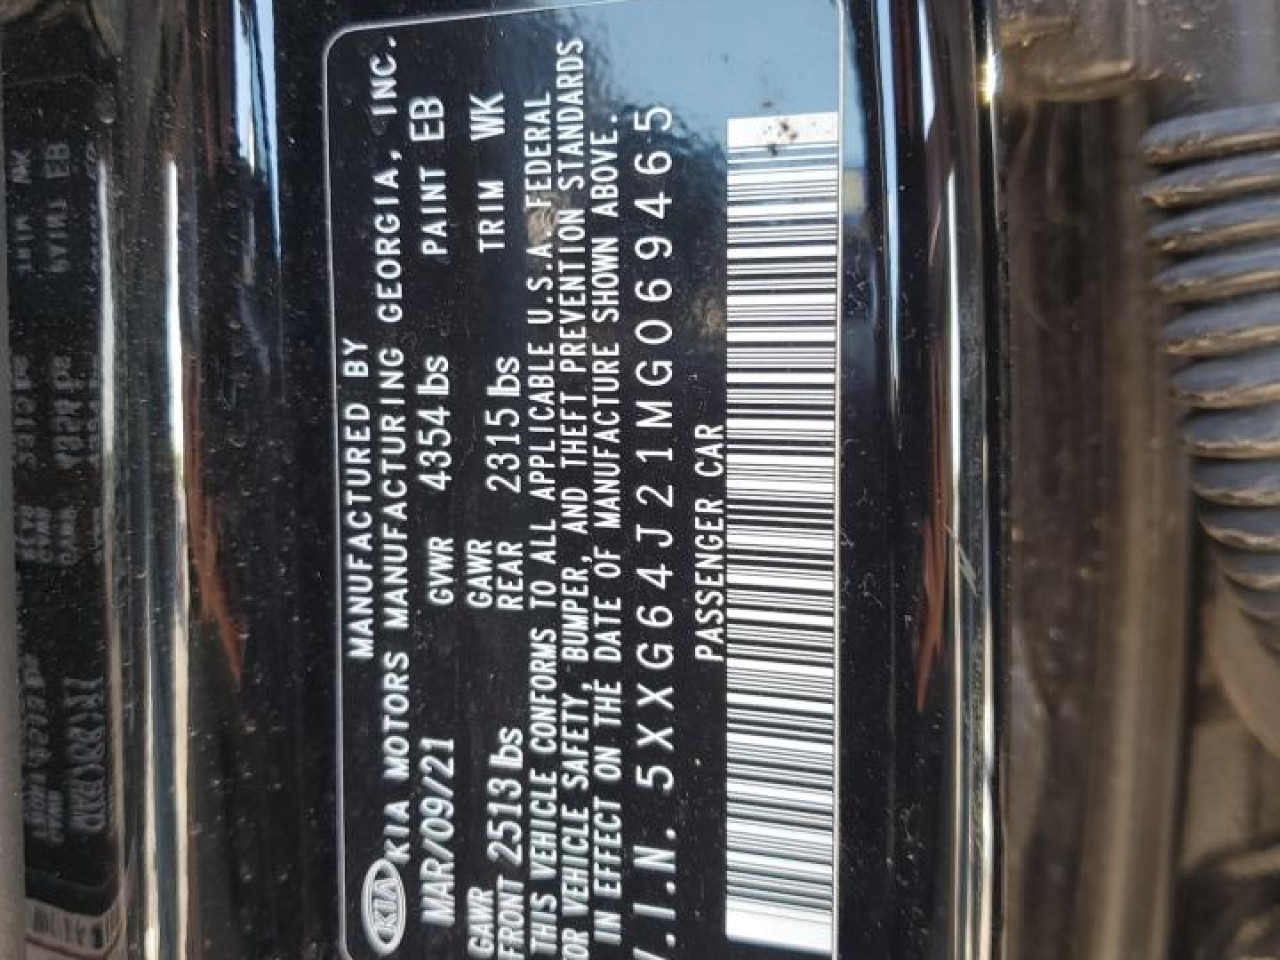 KIA
MANUFACTURED BY
KIA MOTORS MANUFACTURING GEORGIA, INC.
MAR/09/21 GVWR 4354 lbs PAINT EB
GAWR FRONT 2513 lbs GAWR REAR 2315 lbs TRIM WK
THIS VEHICLE CONFORMS TO ALL APPLICABLE U.S.A. FEDERAL
OR VEHICLE SAFETY, BUMPER, AND THEFT PREVENTION STANDARDS
IN EFFECT ON THE DATE OF MANUFACTURE SHOWN ABOVE.
V.I.N. 5XXG64J21MG069465
PASSENGER CAR